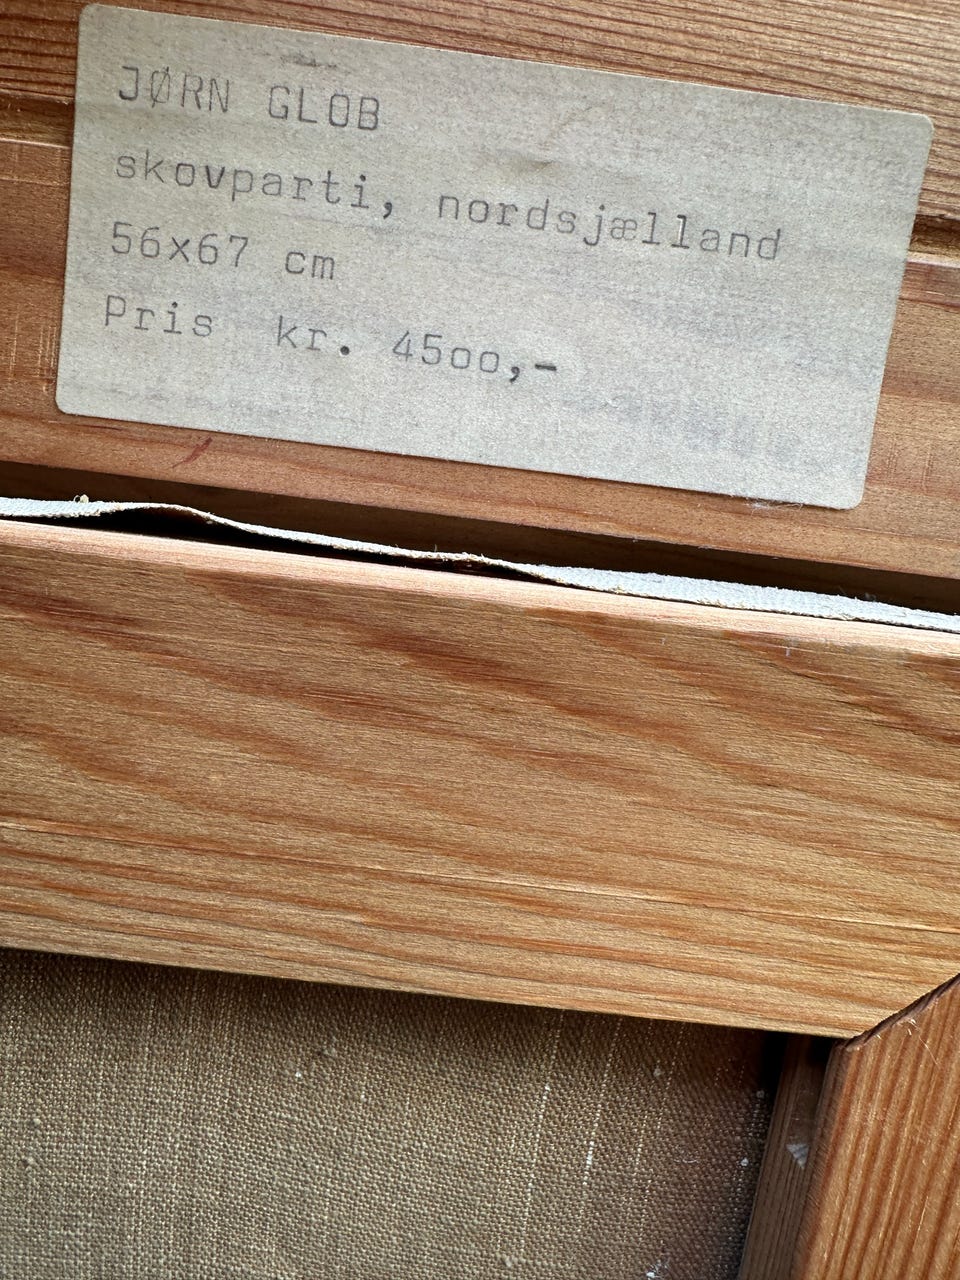 JØRN GLOB
skovparti, nordsjælland
56x67 cm
Pris kr. 45oo,-